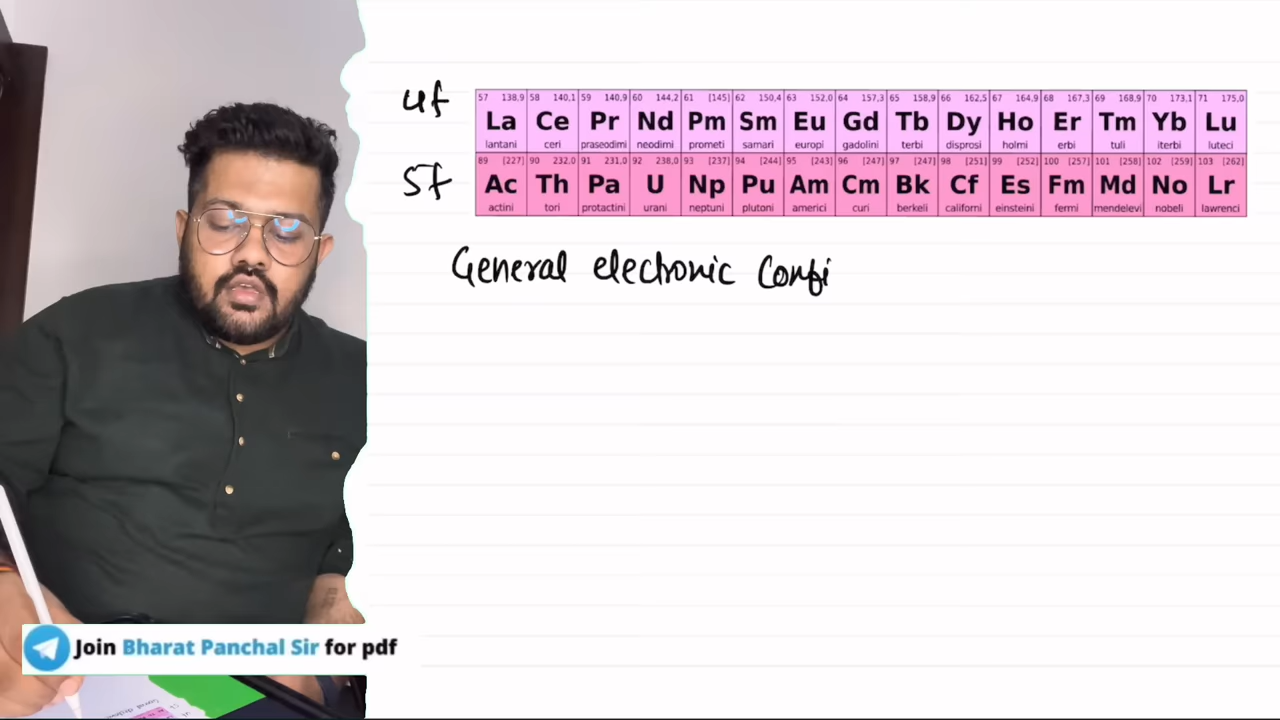 4f
57 138,9 58 140,1 59 140,9 60 144,2 61 [145] 62 150,4 63 152,0 64 157,3 65 158,9 66 162,5 67 164,9 68 167,3 69 168,9 70 173,1 71 175,0
La Ce Pr Nd Pm Sm Eu Gd Tb Dy Ho Er Tm Yb Lu
lantani ceri praseodimi neodimi prometi samari europi gadolini terbi disprosi holmi erbi tuli iterbi luteci
5f
89 [227] 90 232,0 91 231,0 92 238,0 93 [237] 94 [244] 95 [243] 96 [247] 97 [247] 98 [251] 99 [252] 100 [257] 101 [258] 102 [259] 103 [262]
Ac Th Pa U Np Pu Am Cm Bk Cf Es Fm Md No Lr
actini tori protactini urani neptuni plutoni americi curi berkeli californi einsteini fermi mendelevi nobeli lawrenci
General electronic Confi
Join Bharat Panchal Sir for pdf